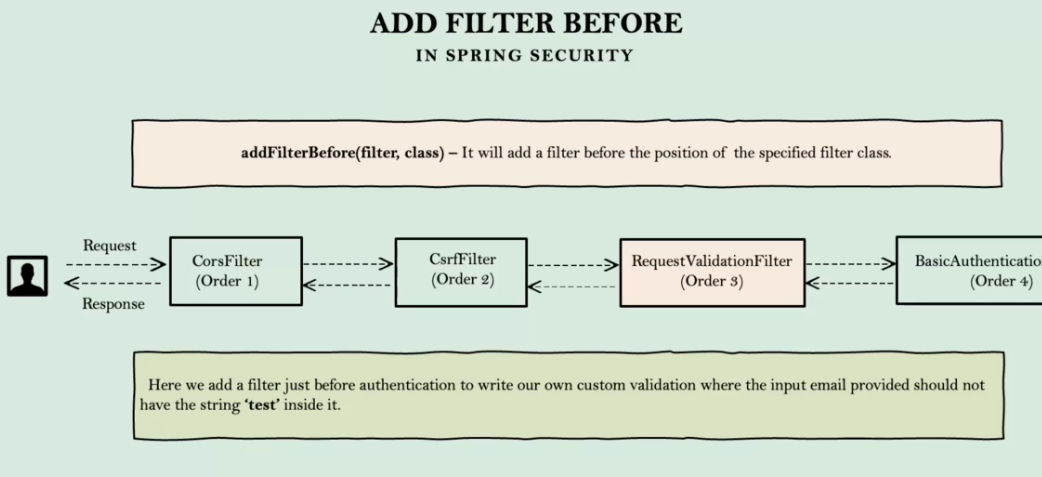 ADD FILTER BEFORE
IN SPRING SECURITY
addFilterBefore(filter, class) – It will add a filter before the position of the specified filter class.
Request
Response
CorsFilter
(Order 1)
CsrfFilter
(Order 2)
RequestValidationFilter
(Order 3)
BasicAuthenticatio
(Order 4)
Here we add a filter just before authentication to write our own custom validation where the input email provided should not
have the string ‘test’ inside it.